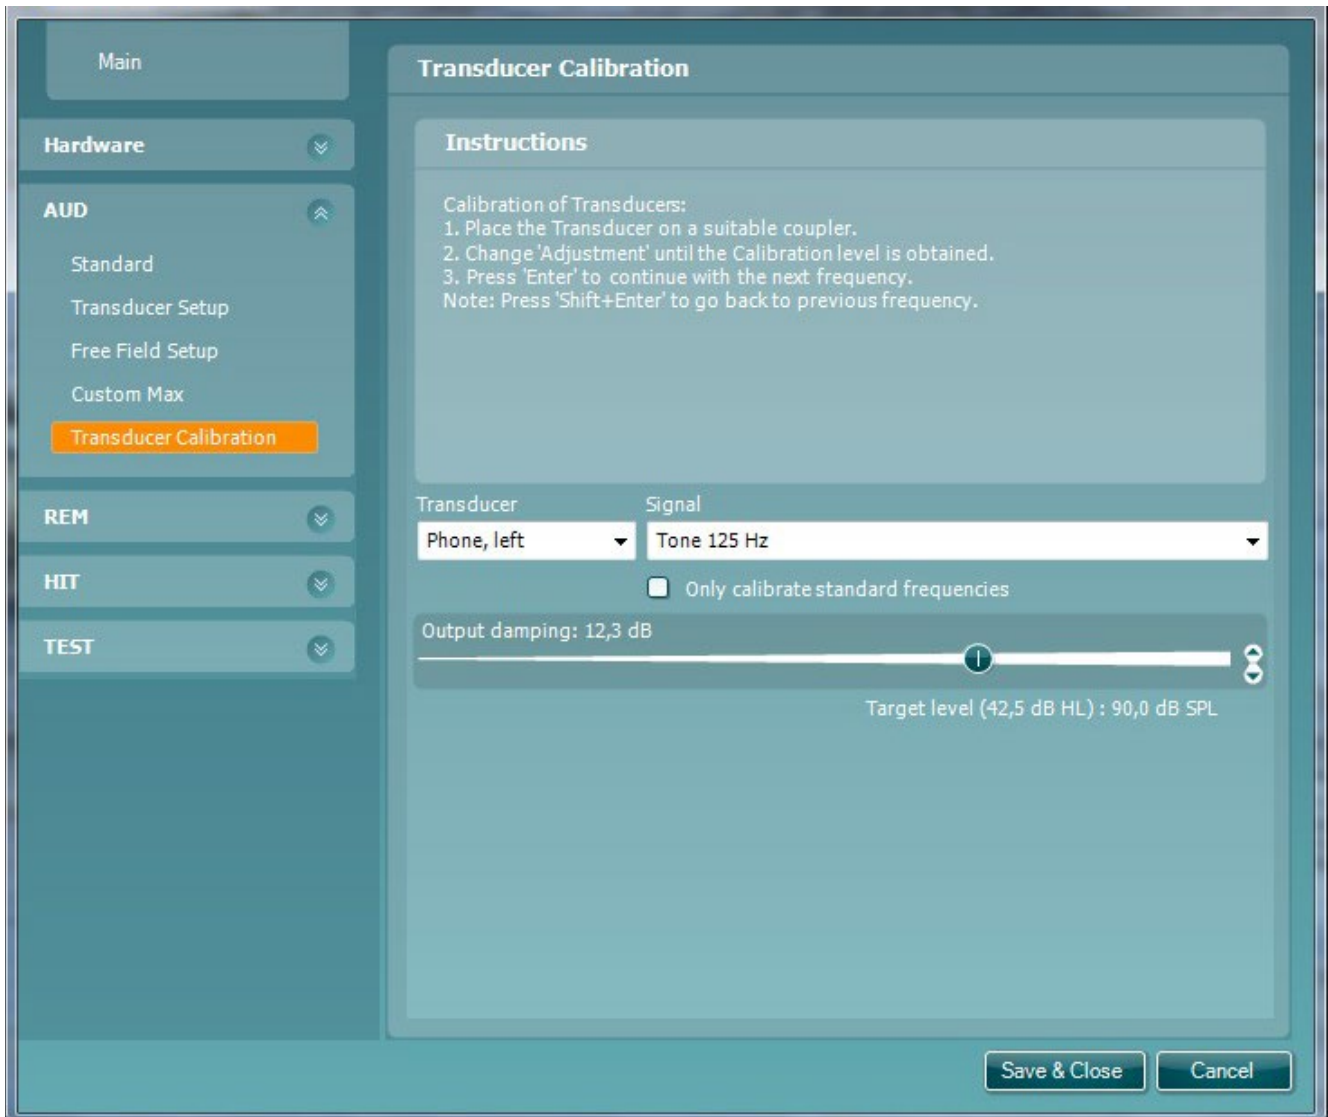 Main
Hardware
AUD
Standard
Transducer Setup
Free Field Setup
Custom Max
Transducer Calibration
REM
HIT
TEST
Transducer Calibration
Instructions
Calibration of Transducers:
1. Place the Transducer on a suitable coupler.
2. Change 'Adjustment' until the Calibration level is obtained.
3. Press 'Enter' to continue with the next frequency.
Note: Press 'Shift+Enter' to go back to previous frequency.
Transducer Signal
Phone, left Tone 125 Hz
Only calibrate standard frequencies
Output damping: 12,3 dB
Target level (42,5 dB HL) : 90,0 dB SPL
Save & Close Cancel